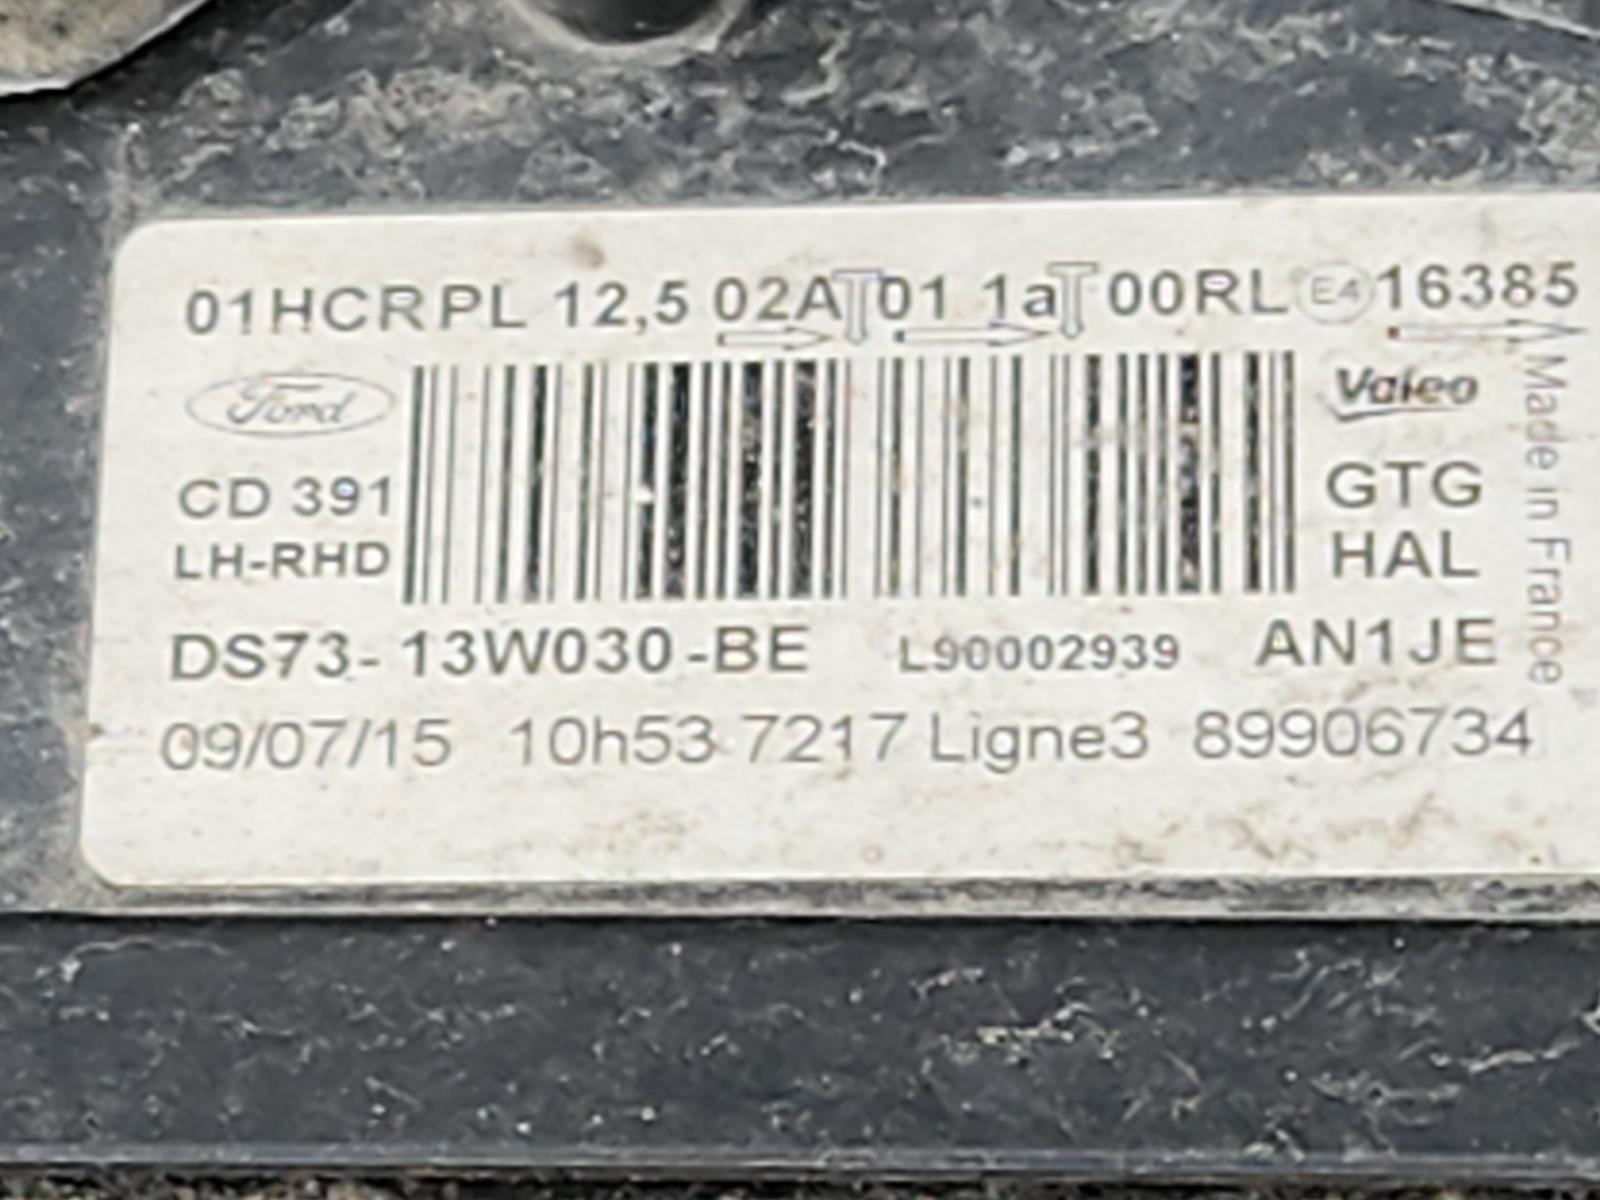 01HCRPL 12,5 02A 01 1a 00RL E4 16385
Ford
Valeo
CD 391
GTG
LH-RHD
HAL
DS73-13W030-BE L90002939 AN1JE
09/07/15 10h53 7217 Ligne3 89906734
Made in France